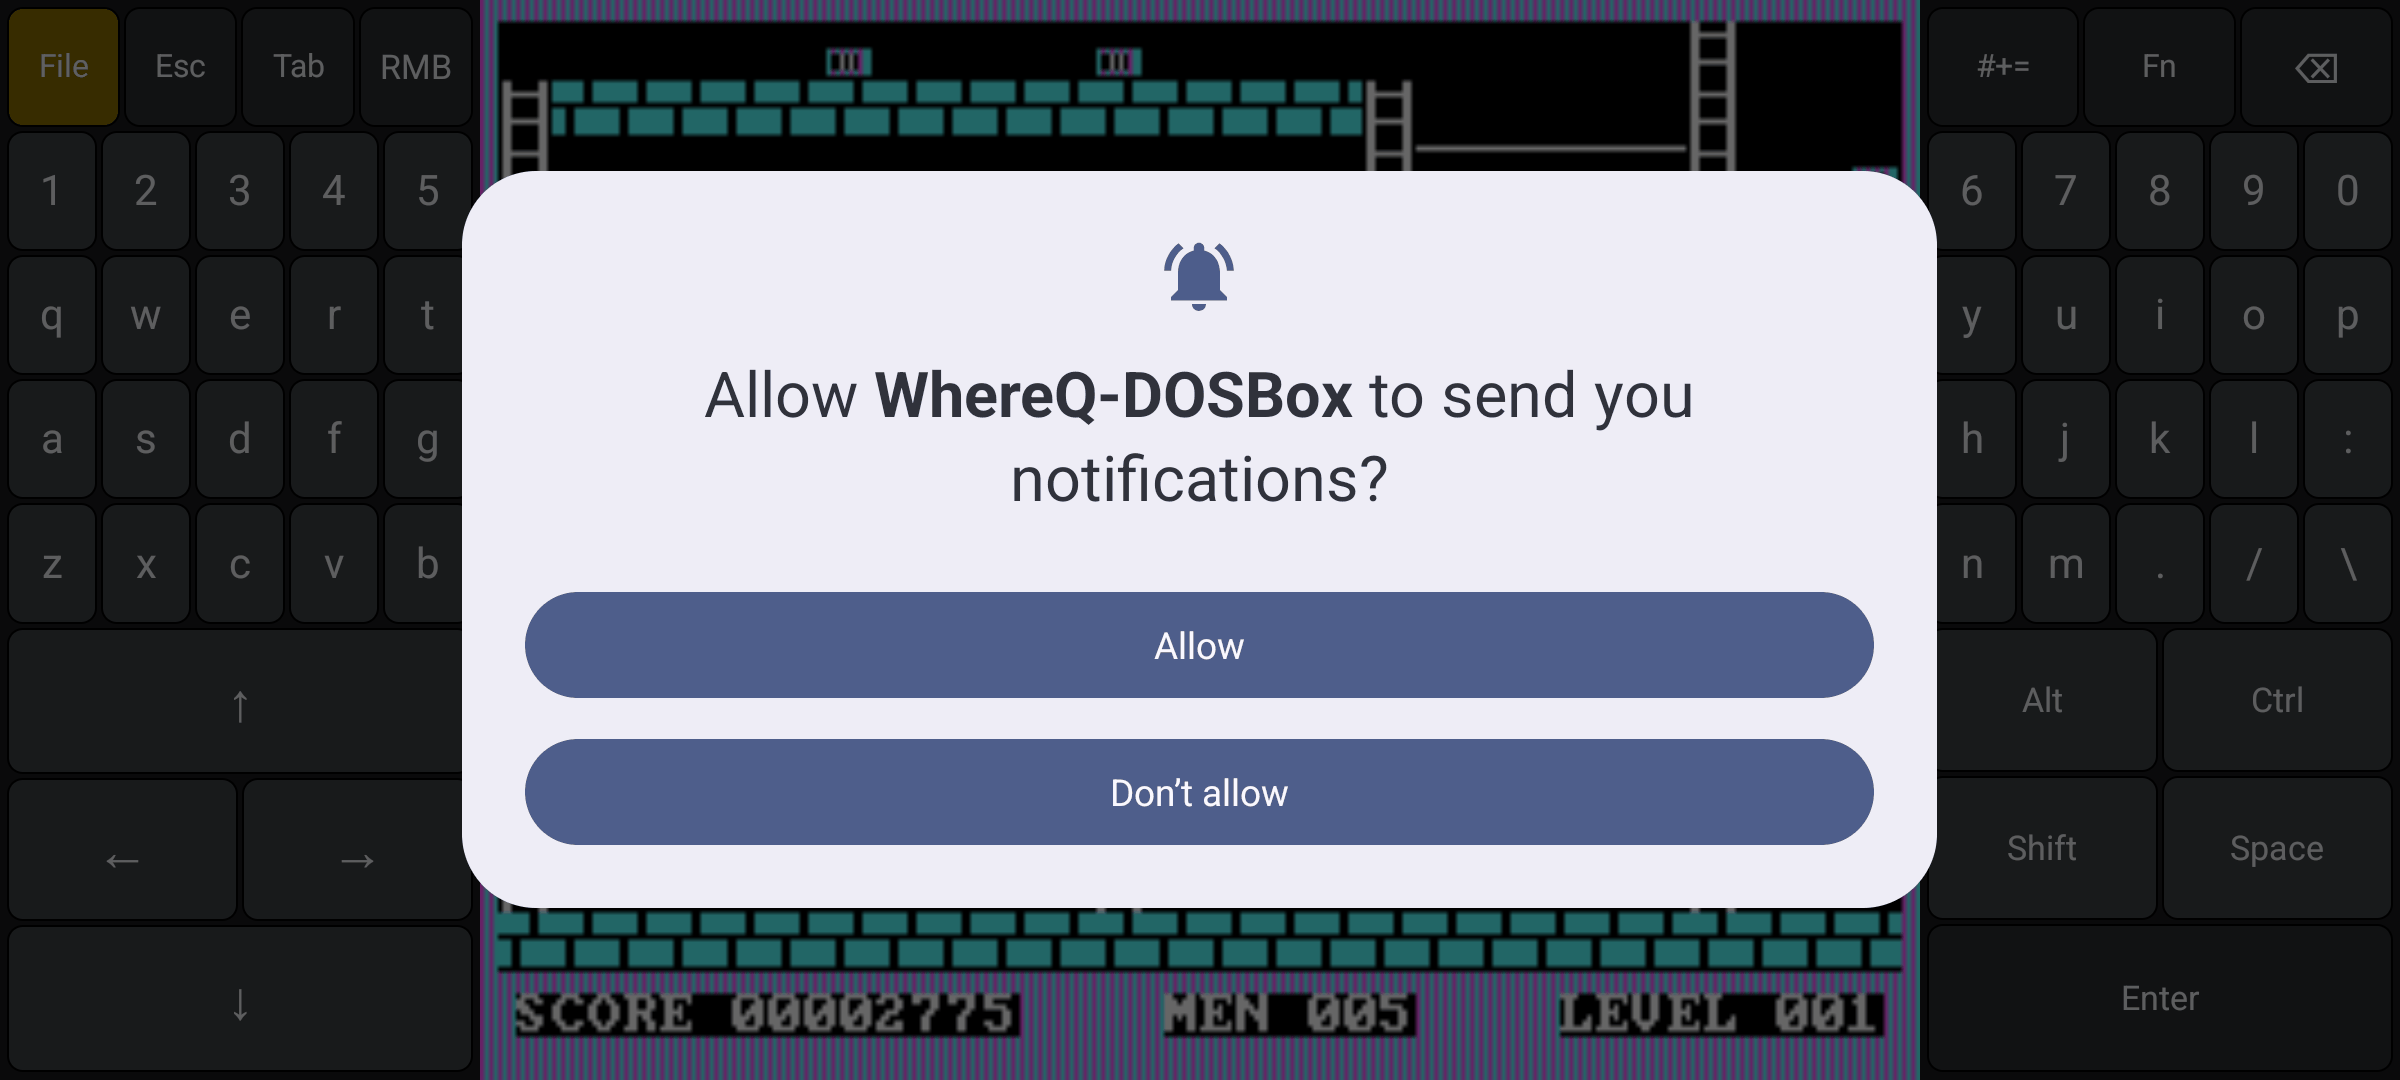 File Esc Tab RMB
#+= Fn
1 2 3 4 5
6 7 8 9 0
q w e r t
y u i o p
a s d f g
h j k l :
z x c v b
n m . / \
↑
Alt Ctrl
← →
Shift Space
↓
Enter
Allow WhereQ-DOSBox to send you
notifications?
Allow
Don’t allow
SCORE 00002775 MEN 005 LEVEL 001